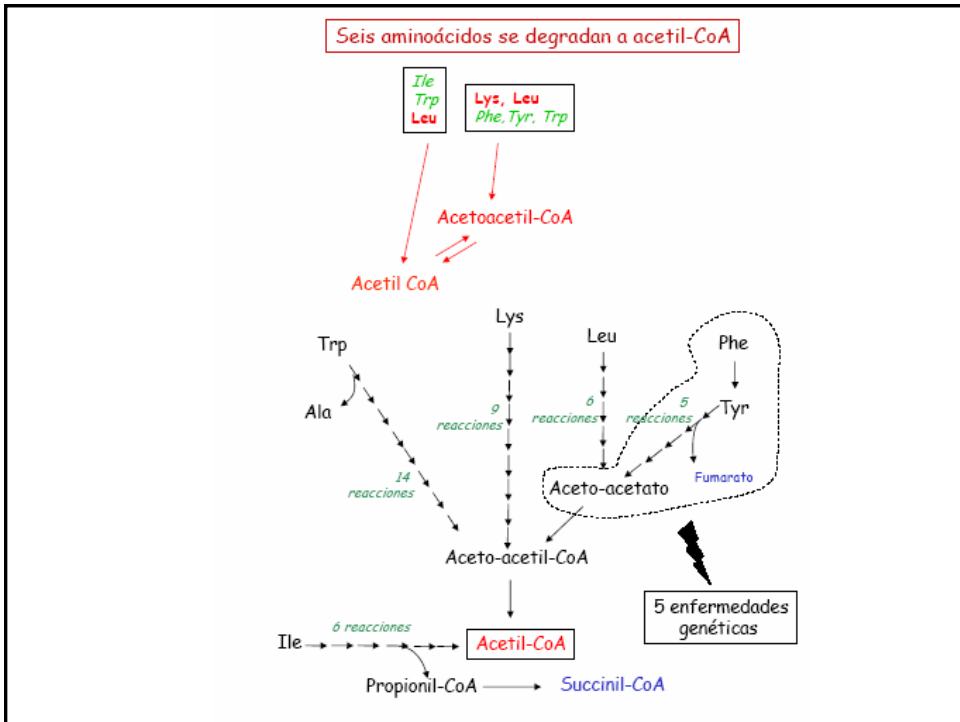 Seis aminoácidos se degradan a acetil-CoA
Ile
Trp
Leu
Lys, Leu
Phe,Tyr, Trp
Acetoacetil-CoA
Acetil CoA
Lys
Trp
Leu
Phe
Ala
9
reacciones
6
reacciones
5
reacciones
Tyr
14
reacciones
Aceto-acetato
Fumarato
Aceto-acetil-CoA
5 enfermedades
genéticas
Ile
6 reacciones
Acetil-CoA
Propionil-CoA
Succinil-CoA